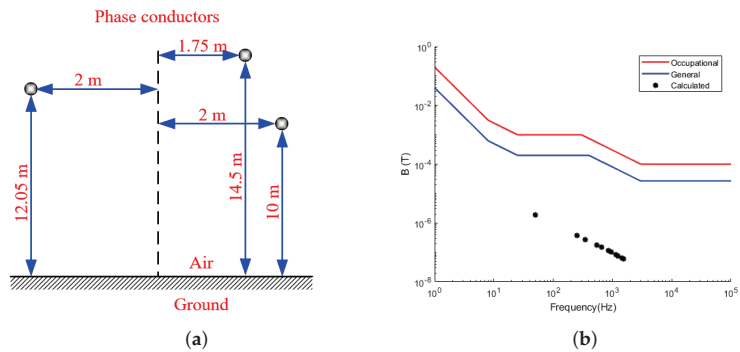 Phase conductors
1.75 m
2 m
2 m
12.05 m
14.5 m
10 m
Air
Ground
(a)
10^0
10^-2
10^-4
10^-6
10^-8
B (T)
Occupational
General
Calculated
10^0 10^1 10^2 10^3 10^4 10^5
Frequency(Hz)
(b)